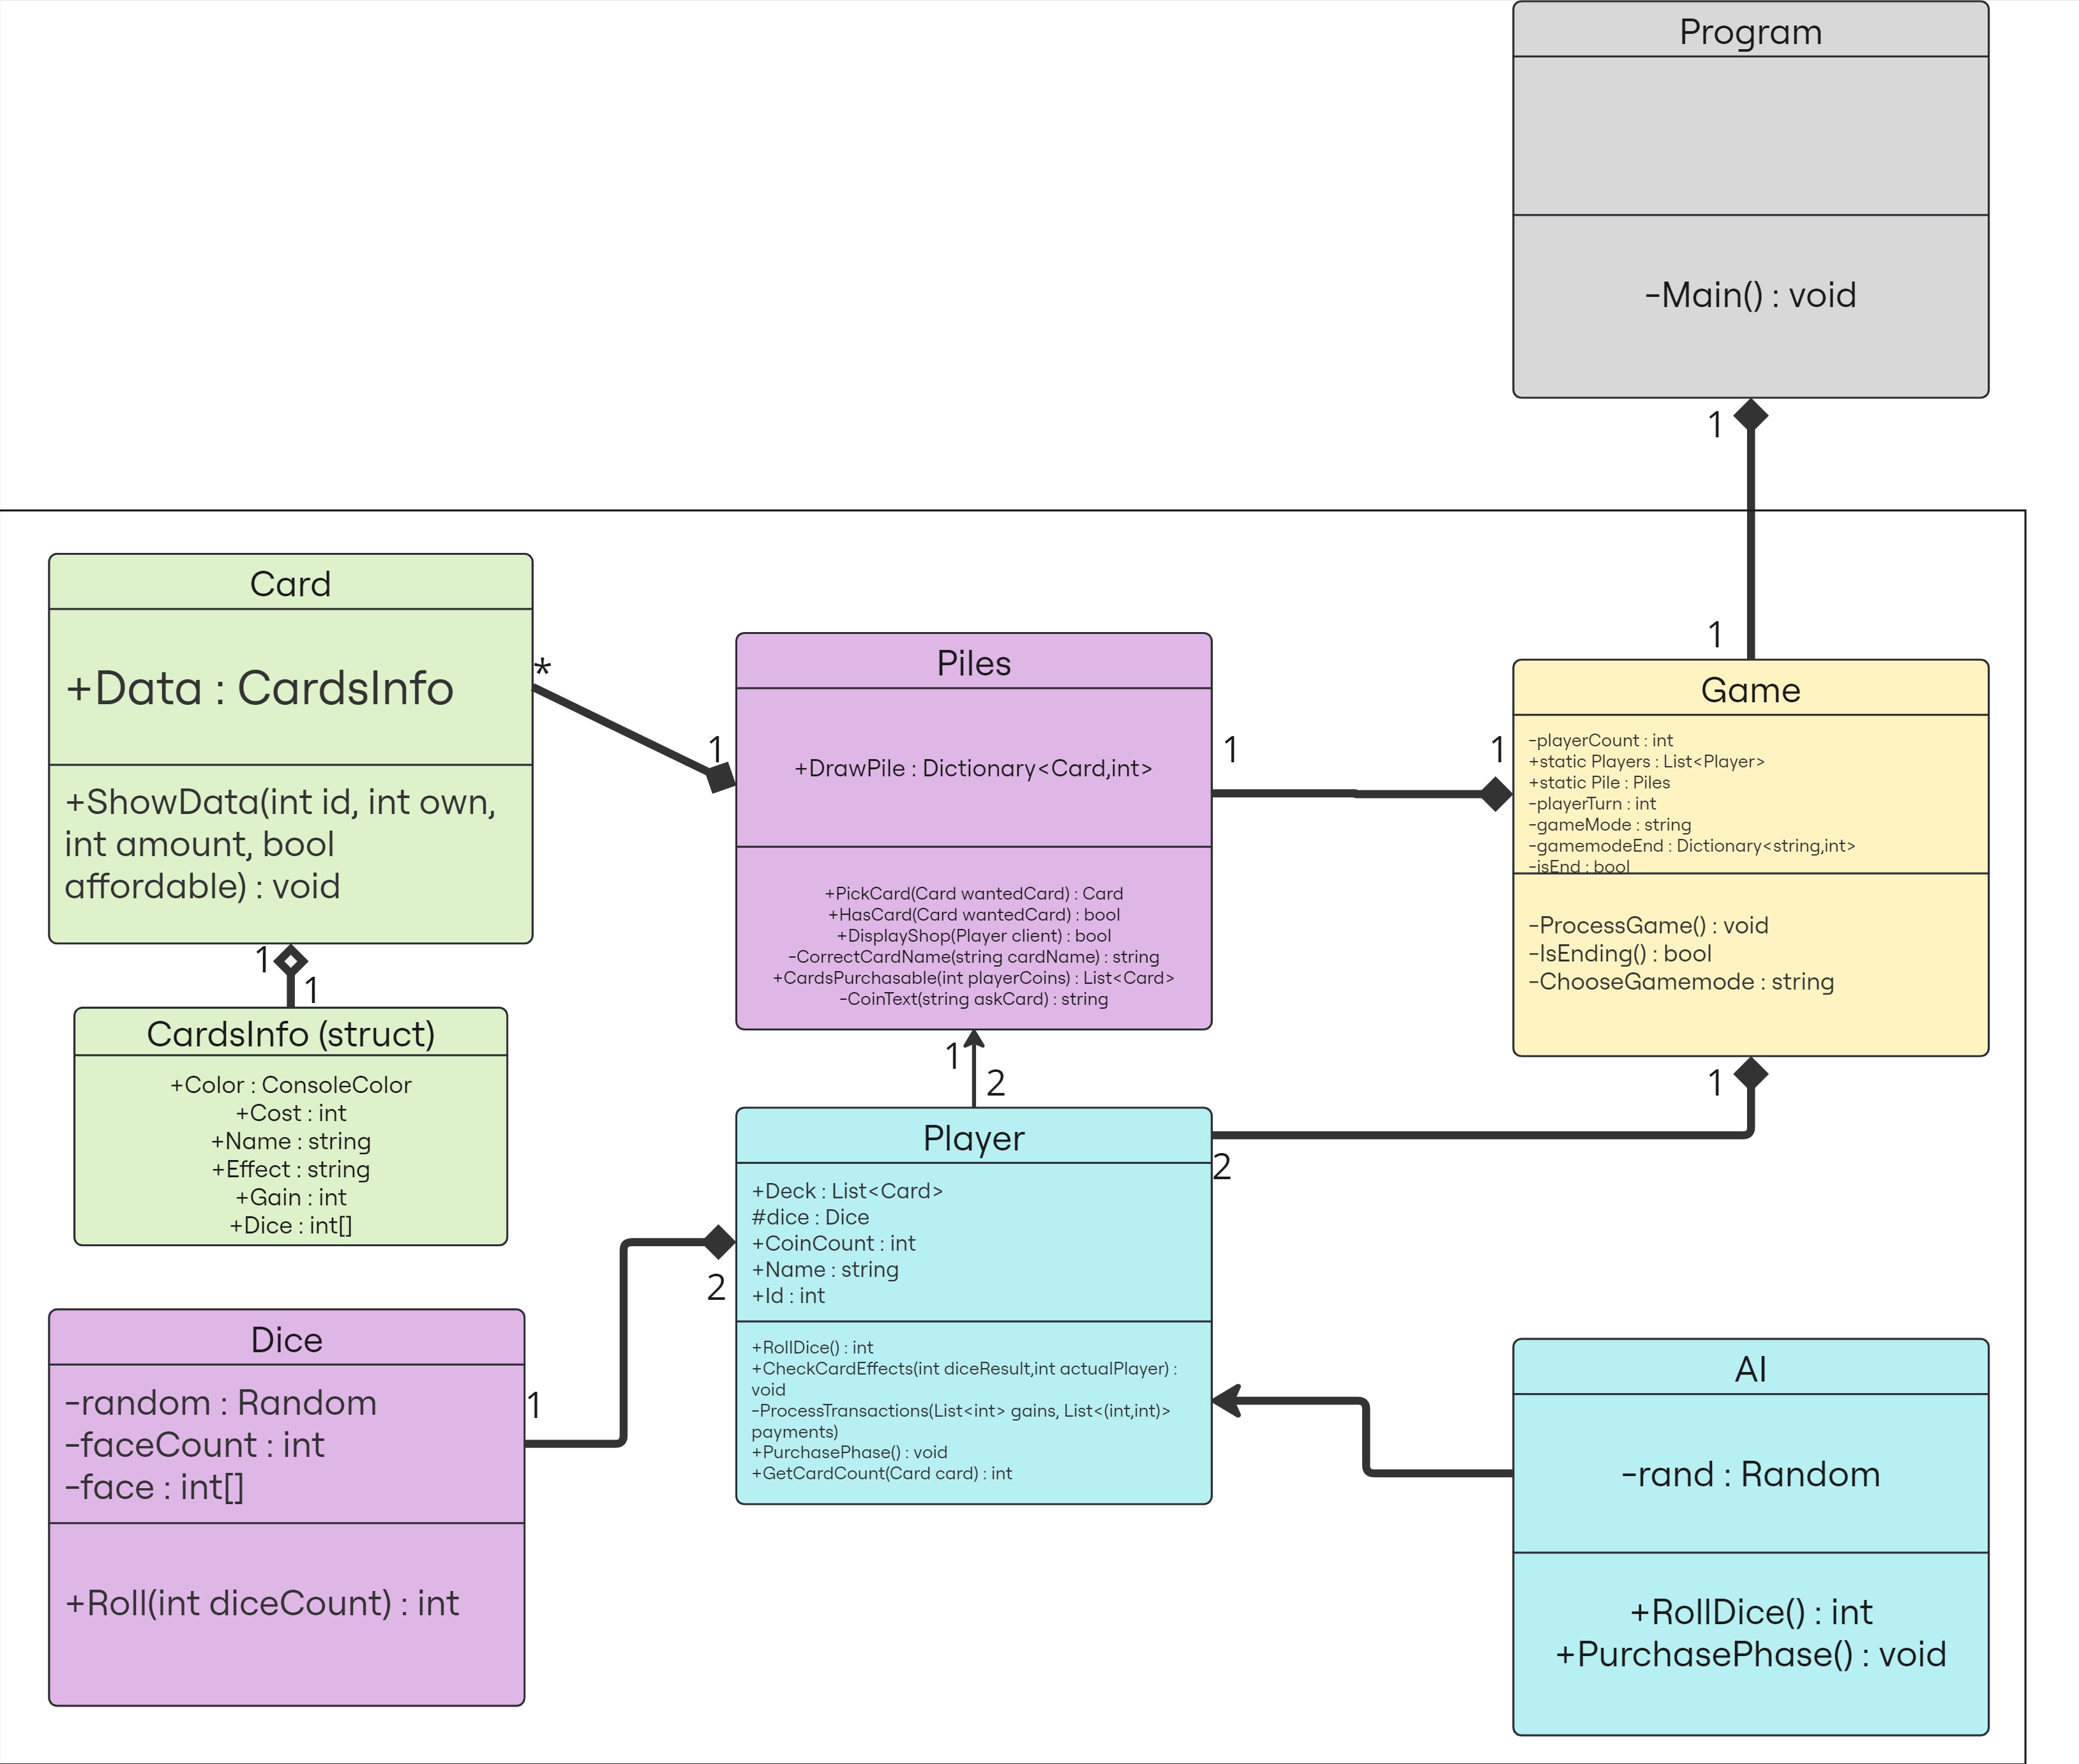 Program
-Main() : void
1
1
Card
+Data : CardsInfo
+ShowData(int id, int own,
int amount, bool
affordable) : void
*
1
Piles
+DrawPile : Dictionary<Card,int>
+PickCard(Card wantedCard) : Card
+HasCard(Card wantedCard) : bool
+DisplayShop(Player client) : bool
-CorrectCardName(string cardName) : string
+CardsPurchasable(int playerCoins) : List<Card>
-CoinText(string askCard) : string
1
1
Game
-playerCount : int
+static Players : List<Player>
+static Pile : Piles
-playerTurn : int
-gameMode : string
-gamemodeEnd : Dictionary<string,int>
-isEnd : bool
-ProcessGame() : void
-IsEnding() : bool
-ChooseGamemode : string
1
1
CardsInfo (struct)
+Color : ConsoleColor
+Cost : int
+Name : string
+Effect : string
+Gain : int
+Dice : int[]
1
2
1
2
Player
+Deck : List<Card>
#dice : Dice
+CoinCount : int
+Name : string
+Id : int
+RollDice() : int
+CheckCardEffects(int diceResult,int actualPlayer) :
void
-ProcessTransactions(List<int> gains, List<(int,int)>
payments)
+PurchasePhase() : void
+GetCardCount(Card card) : int
2
1
Dice
-random : Random
-faceCount : int
-face : int[]
+Roll(int diceCount) : int
AI
-rand : Random
+RollDice() : int
+PurchasePhase() : void